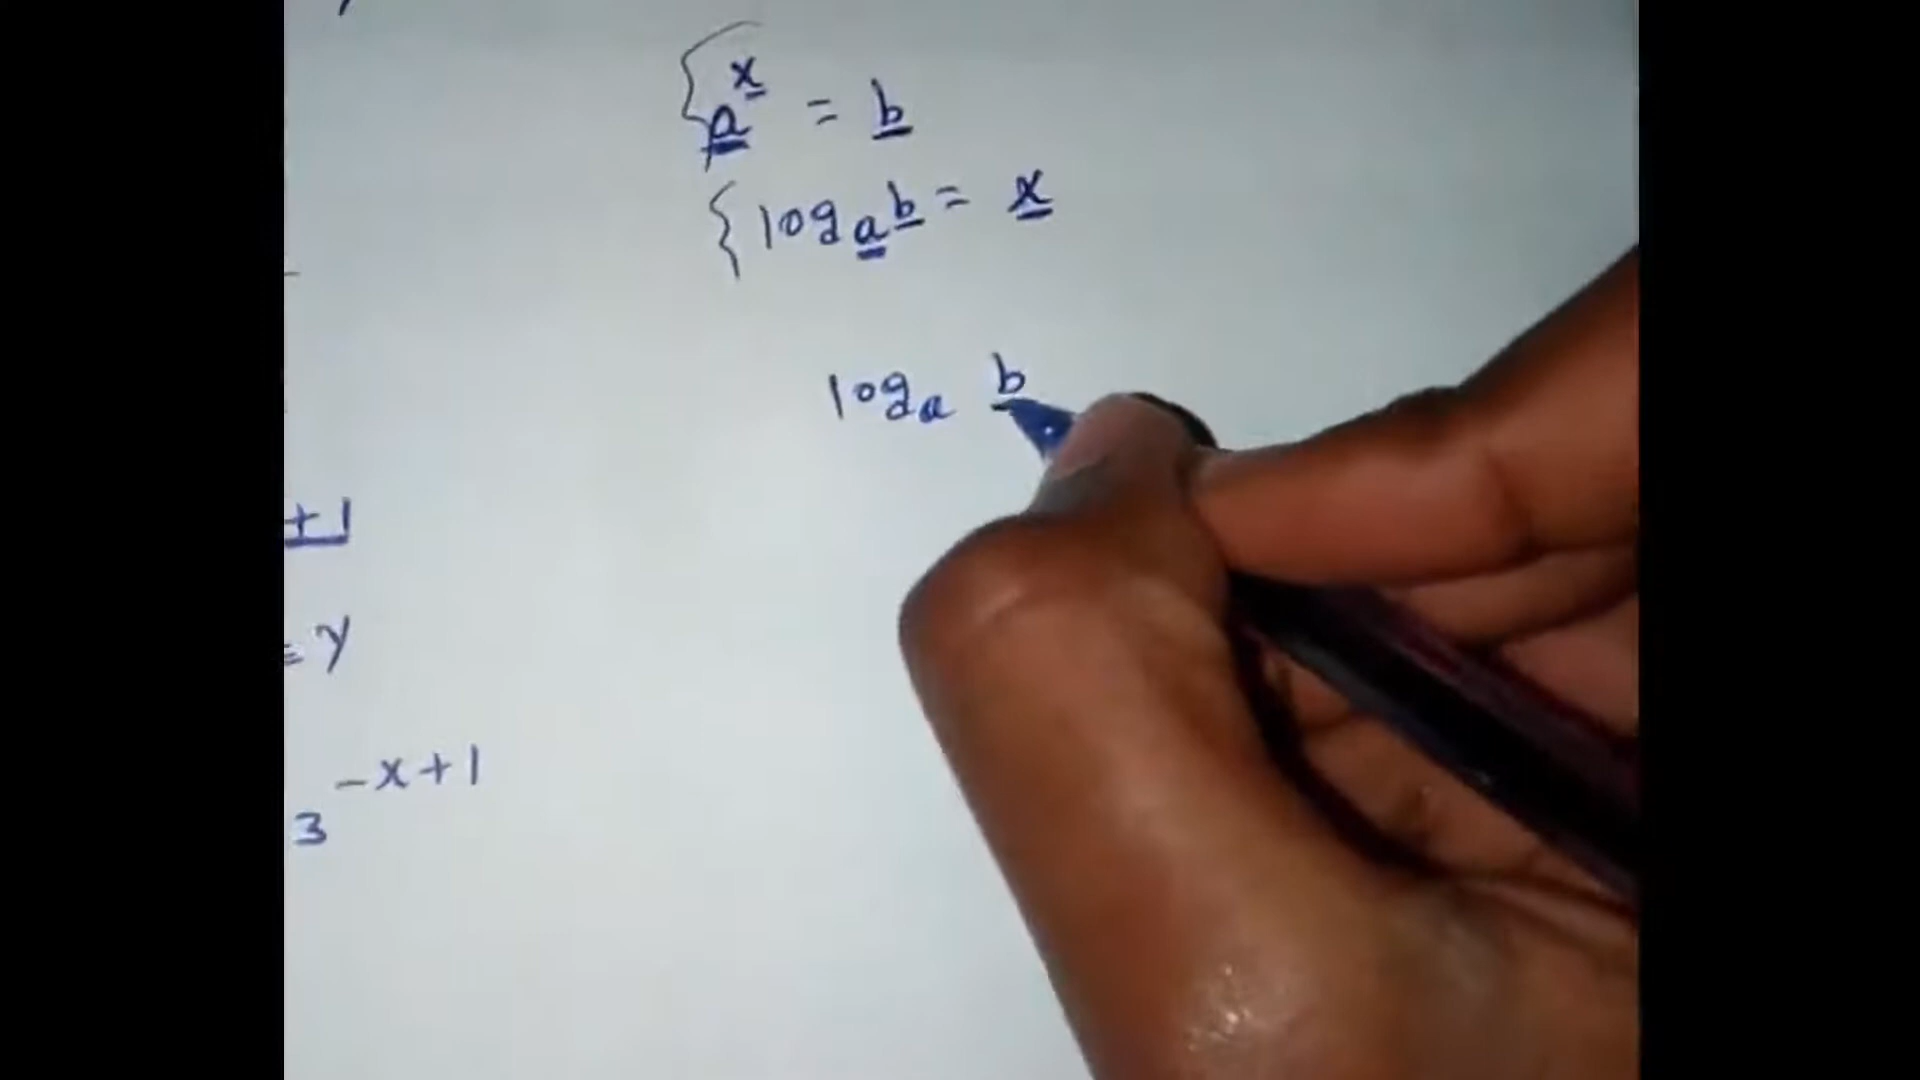 a^x = b
log_a b = x
log_a b
+ 1
= y
3^{-x+1}